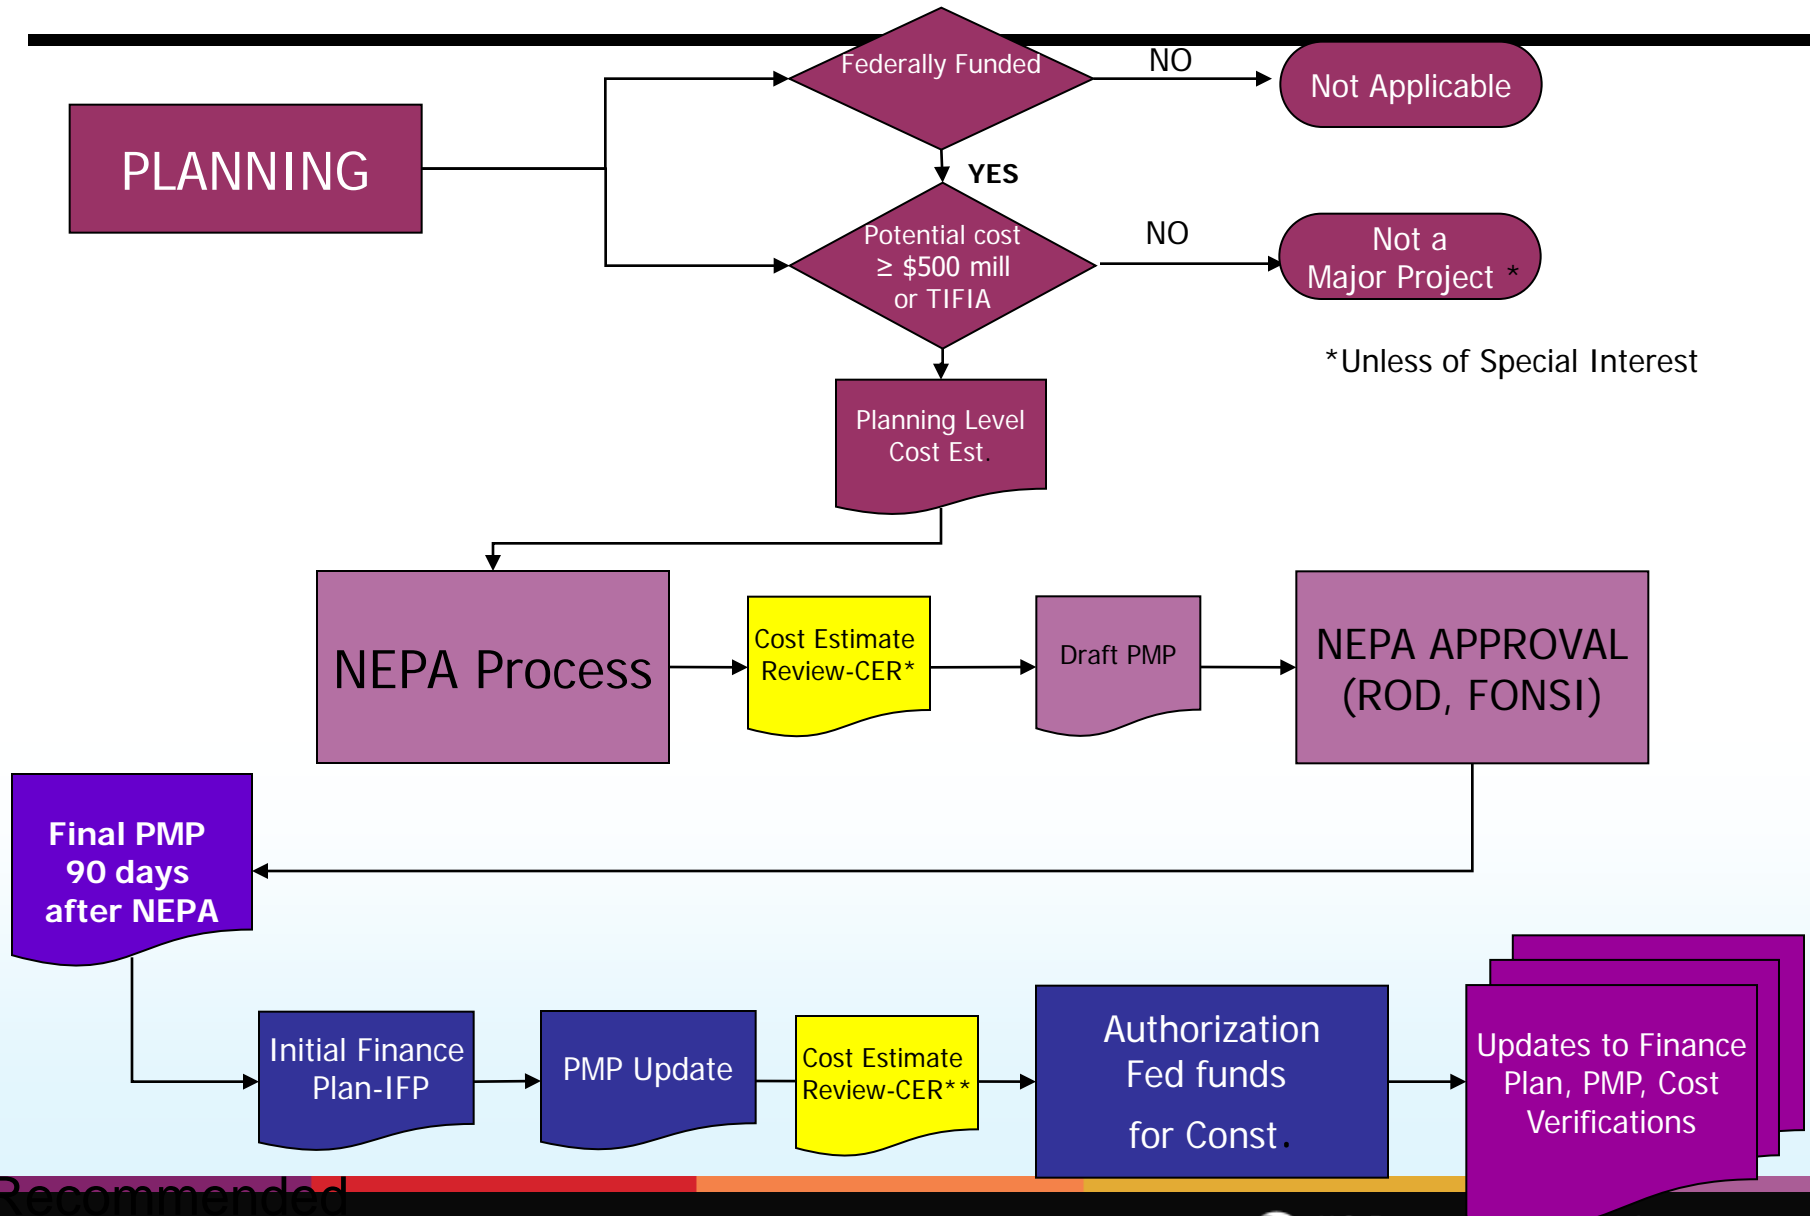 Federally Funded
NO
Not Applicable
PLANNING
YES
Potential cost
≥ $500 mill
or TIFIA
NO
Not a
Major Project *
*Unless of Special Interest
Planning Level
Cost Est.
NEPA Process
Cost Estimate
Review-CER*
Draft PMP
NEPA APPROVAL
(ROD, FONSI)
Final PMP
90 days
after NEPA
Initial Finance
Plan-IFP
PMP Update
Cost Estimate
Review-CER**
Authorization
Fed funds
for Const.
Updates to Finance
Plan, PMP, Cost
Verifications
Recommended